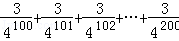 3/4^100 + 3/4^101 + 3/4^102 + ··· + 3/4^200